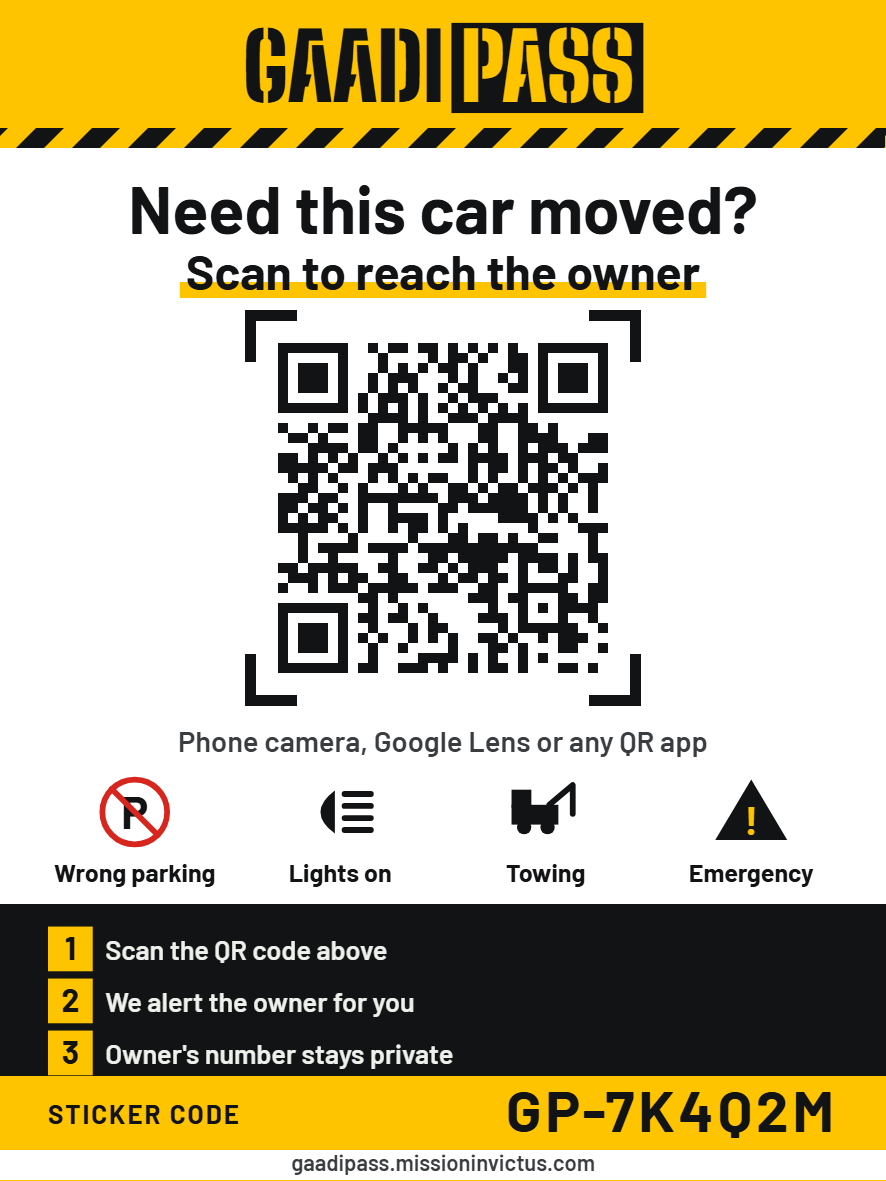 GAADIPASS
Need this car moved?
Scan to reach the owner
Phone camera, Google Lens or any QR app
P
!
Wrong parking
Lights on
Towing
Emergency
1 Scan the QR code above
2 We alert the owner for you
3 Owner's number stays private
STICKER CODE GP-7K4Q2M
gaadipass.missioninvictus.com